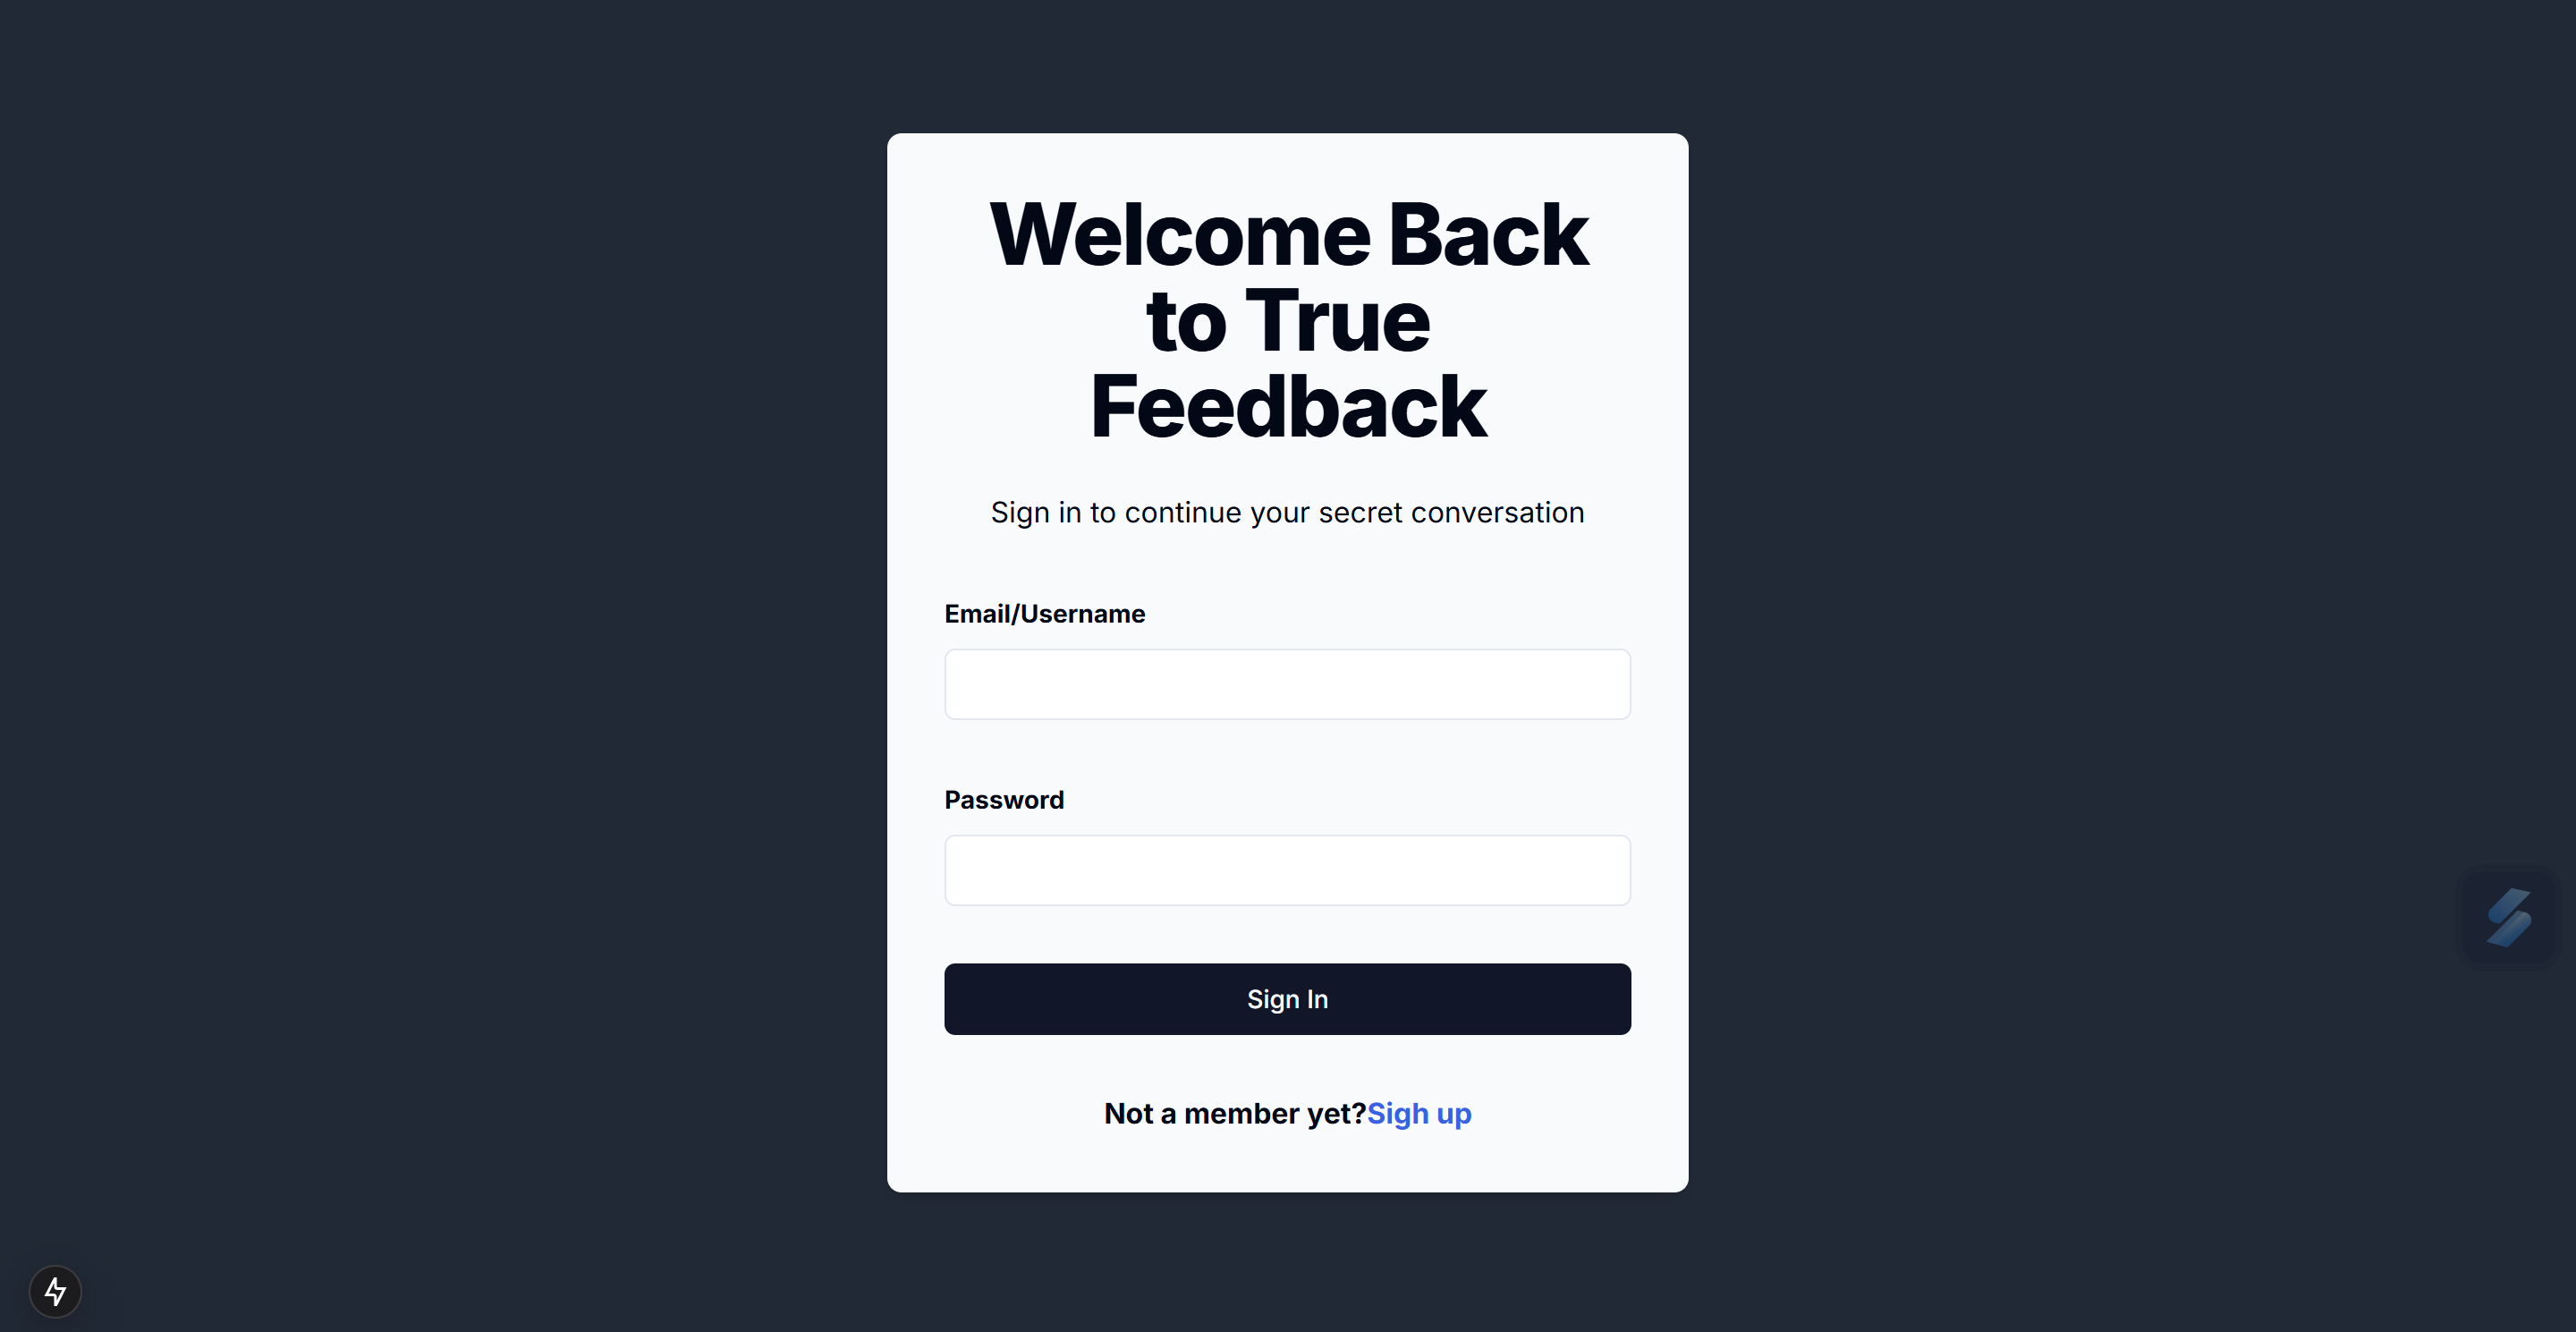 Welcome Back
to True
Feedback
Sign in to continue your secret conversation
Email/Username
Password
Sign In
Not a member yet?Sigh up